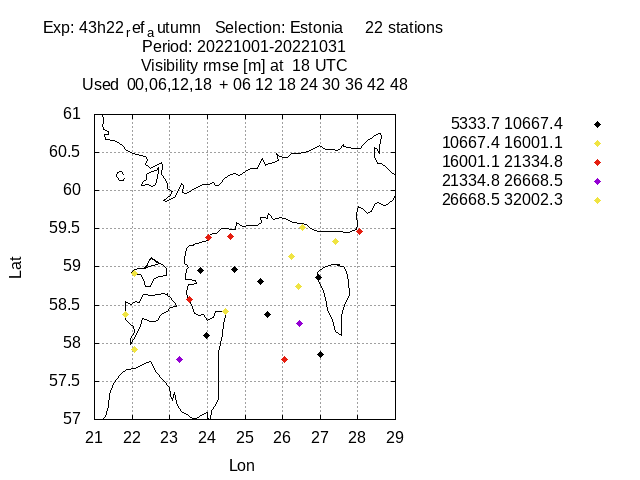 Exp: 43h22ref autumn Selection: Estonia 22 stations
Period: 20221001-20221031
Visibility rmse [m] at 18 UTC
Used 00,06,12,18 + 06 12 18 24 30 36 42 48
61
60.5
60
59.5
59
58.5
58
57.5
57
21 22 23 24 25 26 27 28 29
Lat
Lon
5333.7 10667.4
10667.4 16001.1
16001.1 21334.8
21334.8 26668.5
26668.5 32002.3